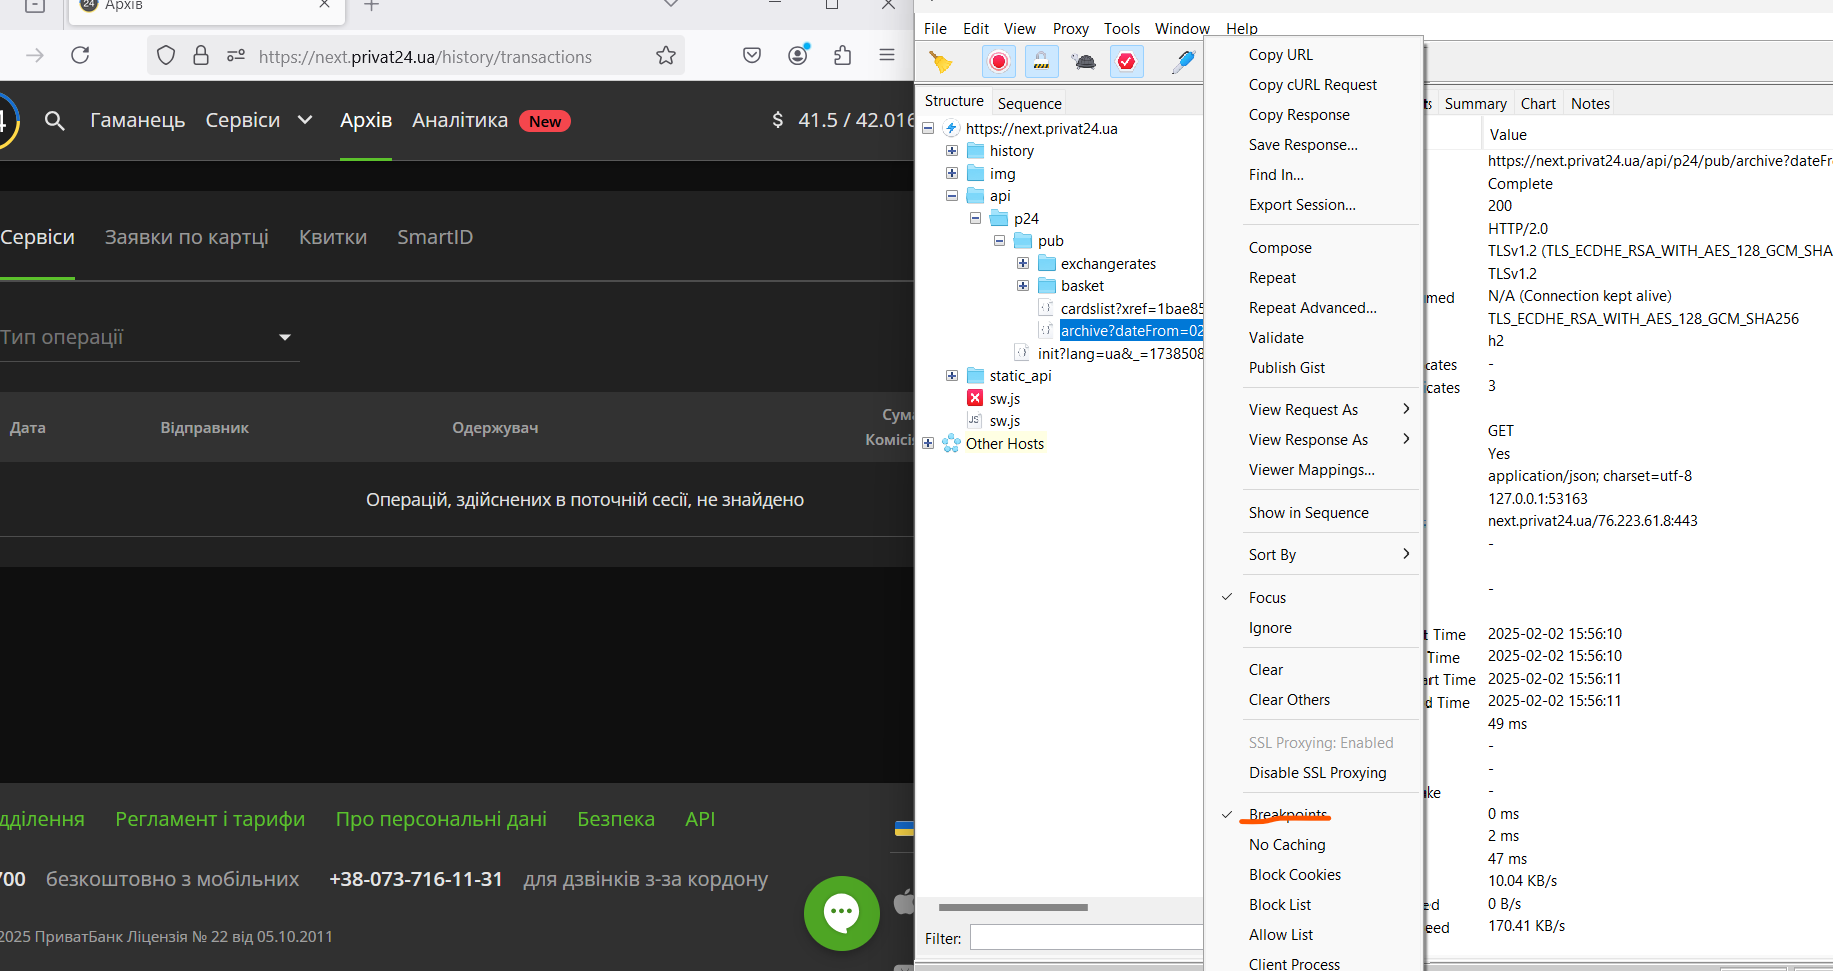 24 Архів
https://next.privat24.ua/history/transactions
Гаманець Сервіси Архів Аналітика New $ 41.5 / 42.016
Сервіси Заявки по картці Квитки SmartID
Тип операції
Дата Відправник Одержувач Сума
Комісія
Операцій, здійснених в поточній сесії, не знайдено
дділення Регламент і тарифи Про персональні дані Безпека API
700 безкоштовно з мобільних +38-073-716-11-31 для дзвінків з-за кордону
2025 ПриватБанк Ліцензія № 22 від 05.10.2011
File Edit View Proxy Tools Window Help
Structure Sequence
https://next.privat24.ua
history
img
api
p24
pub
exchangerates
basket
cardslist?xref=1bae85
archive?dateFrom=02
init?lang=ua&_=1738508
static_api
sw.js
JS sw.js
Other Hosts
Filter:
Copy URL
Copy cURL Request
Copy Response
Save Response...
Find In...
Export Session...
Compose
Repeat
Repeat Advanced...
Validate
Publish Gist
View Request As
View Response As
Viewer Mappings...
Show in Sequence
Sort By
Focus
Ignore
Clear
Clear Others
SSL Proxying: Enabled
Disable SSL Proxying
Breakpoints
No Caching
Block Cookies
Block List
Allow List
Client Process
ts Summary Chart Notes
Value
https://next.privat24.ua/api/p24/pub/archive?dateFr
Complete
200
HTTP/2.0
TLSv1.2 (TLS_ECDHE_RSA_WITH_AES_128_GCM_SHA
TLSv1.2
med N/A (Connection kept alive)
TLS_ECDHE_RSA_WITH_AES_128_GCM_SHA256
h2
cates -
icates 3
GET
Yes
application/json; charset=utf-8
127.0.0.1:53163
next.privat24.ua/76.223.61.8:443
-
-
t Time 2025-02-02 15:56:10
Time 2025-02-02 15:56:10
art Time 2025-02-02 15:56:11
d Time 2025-02-02 15:56:11
49 ms
-
-
ke -
0 ms
2 ms
47 ms
10.04 KB/s
ed 0 B/s
eed 170.41 KB/s